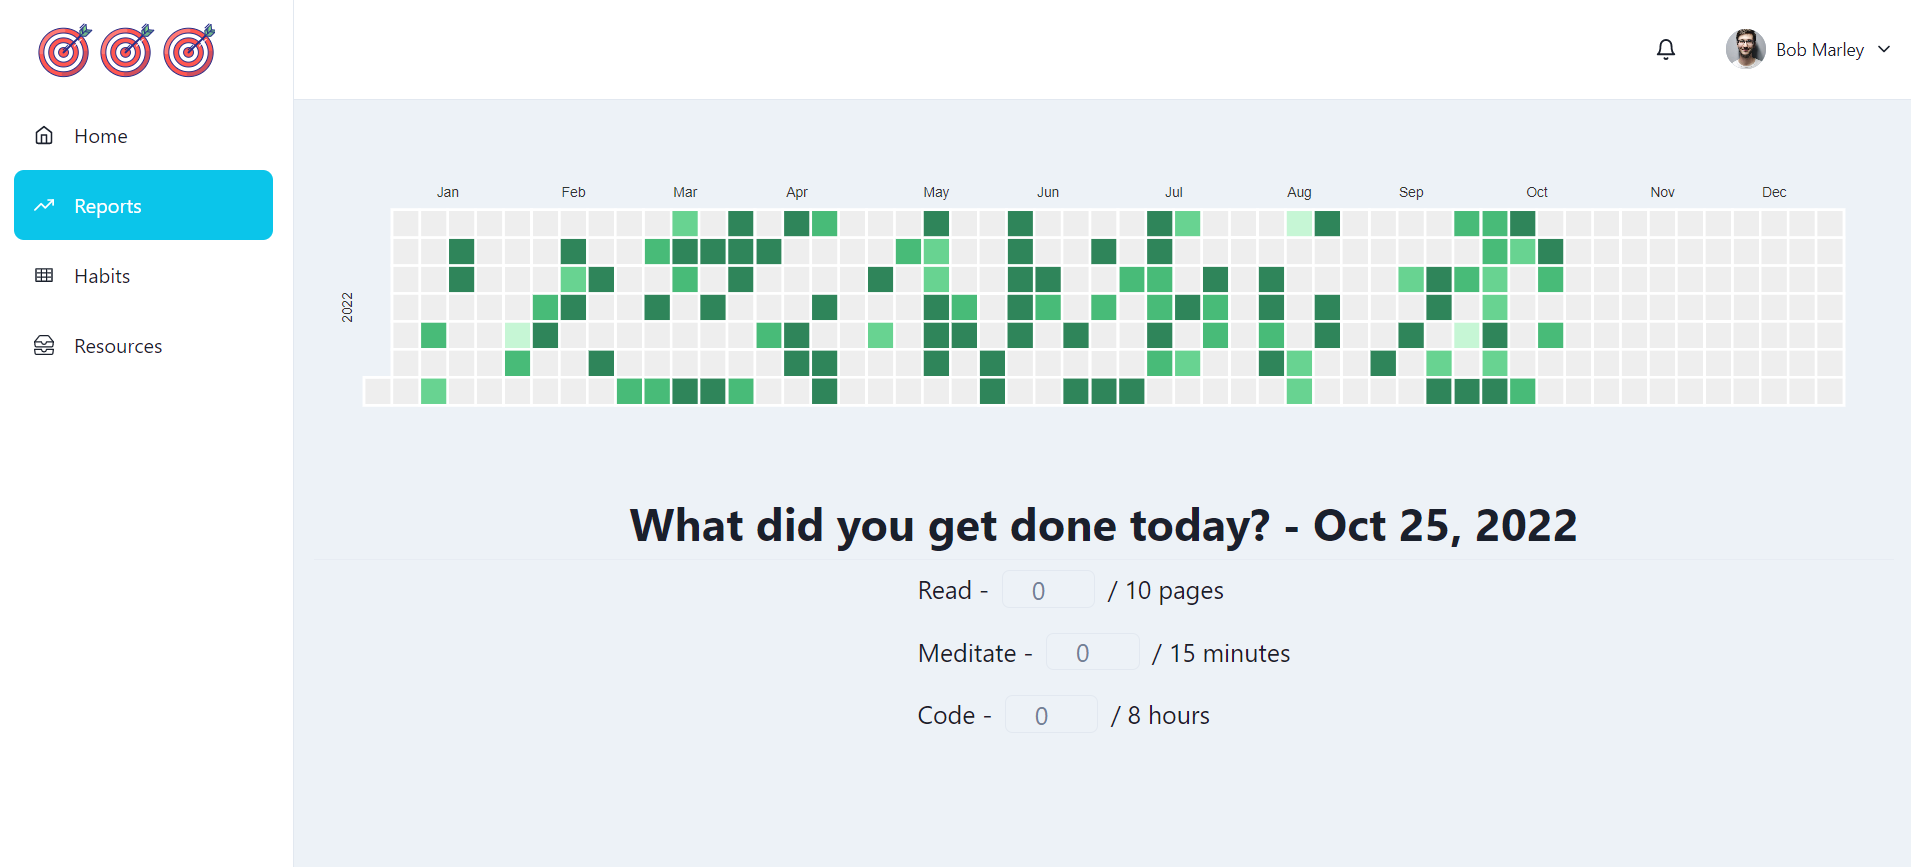 Bob Marley
Home
Reports
Habits
Resources
Jan Feb Mar Apr May Jun Jul Aug Sep Oct Nov Dec
2022
What did you get done today? - Oct 25, 2022
Read - 0 / 10 pages
Meditate - 0 / 15 minutes
Code - 0 / 8 hours